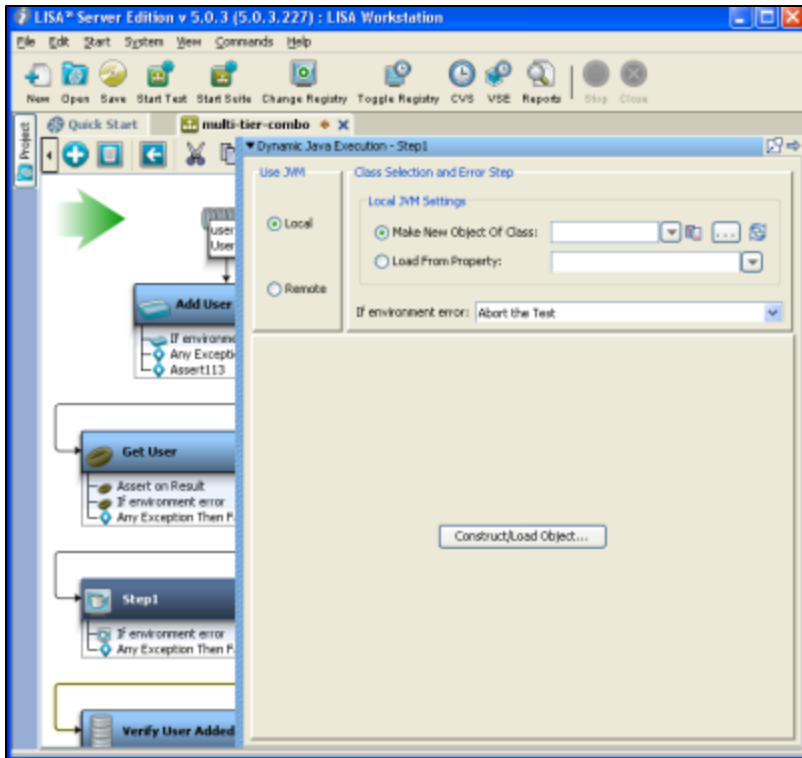 LISA® Server Edition v 5.0.3 (5.0.3.227) : LISA Workstation
File Edit Start System View Commands Help
New Open Save Start Test Start Suite Change Registry Toggle Registry CVS VSE Reports Stop Close
Project
Quick Start multi-tier-combo
Dynamic Java Execution - Step1
Use JVM
Local
Remote
Class Selection and Error Step
Local JVM Settings
Make New Object Of Class:
...
Load From Property:
If environment error: Abort the Test
Construct/Load Object...
user
User
Add User
If environme
Any Excepti
Assert113
Get User
Assert on Result
If environment error
Any Exception Then F
Step1
If environment error
Any Exception Then F
Verify User Added